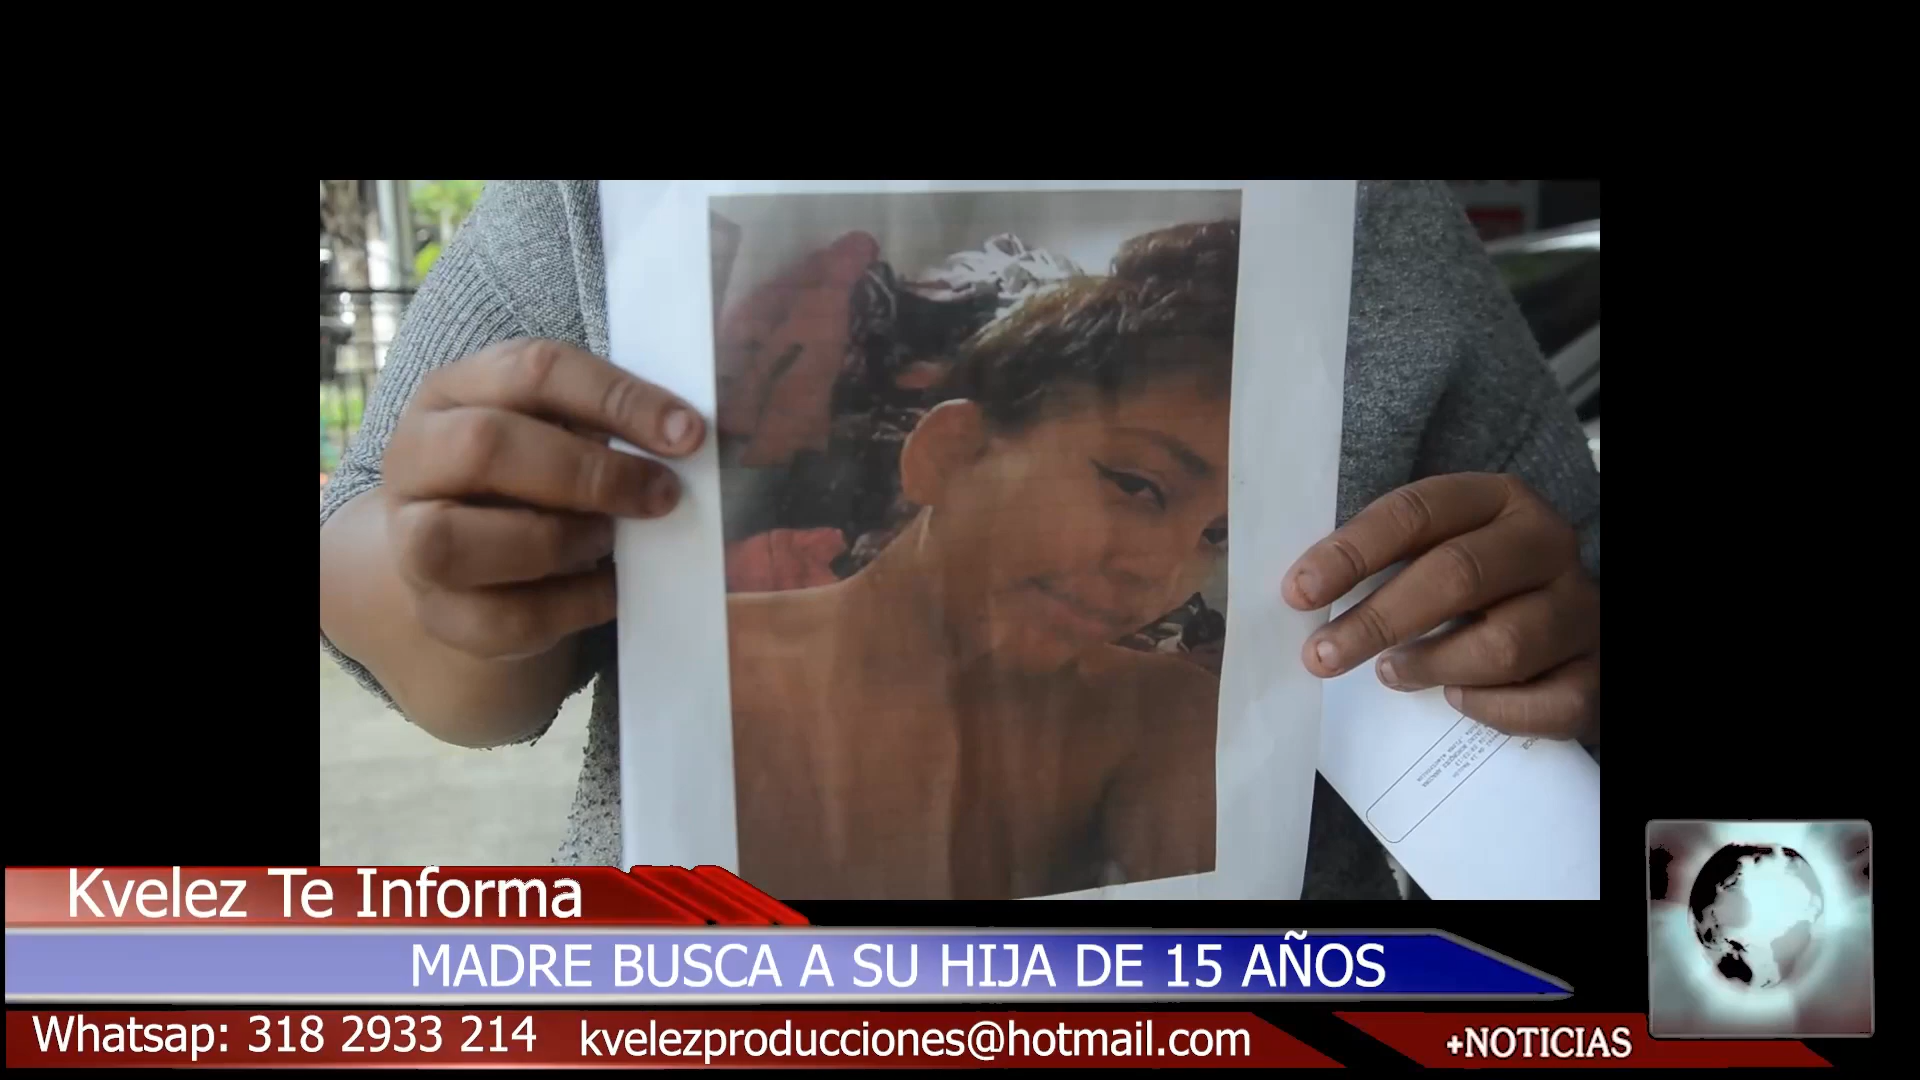 Kvelez Te Informa
MADRE BUSCA A SU HIJA DE 15 AÑOS
Whatsap: 318 2933 214
kvelezproducciones@hotmail.com
+NOTICIAS